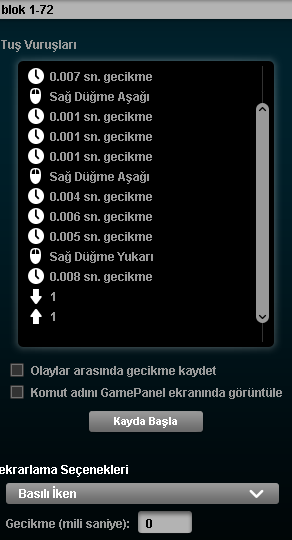 blok 1-72
Tuş Vuruşları
0.007 sn. gecikme
Sağ Düğme Aşağı
0.001 sn. gecikme
0.001 sn. gecikme
0.001 sn. gecikme
Sağ Düğme Aşağı
0.004 sn. gecikme
0.006 sn. gecikme
0.005 sn. gecikme
Sağ Düğme Yukarı
0.008 sn. gecikme
1
1
Olaylar arasında gecikme kaydet
Komut adını GamePanel ekranında görüntüle
Kayda Başla
ekrarlama Seçenekleri
Basılı İken
Gecikme (mili saniye): 0